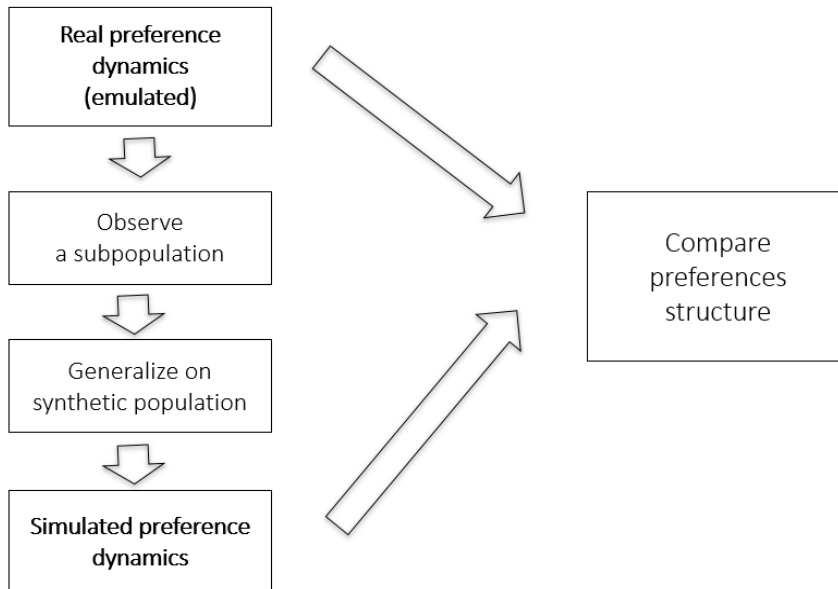 Real preference
dynamics
(emulated)
Observe
a subpopulation
Generalize on
synthetic population
Simulated preference
dynamics
Compare
preferences
structure